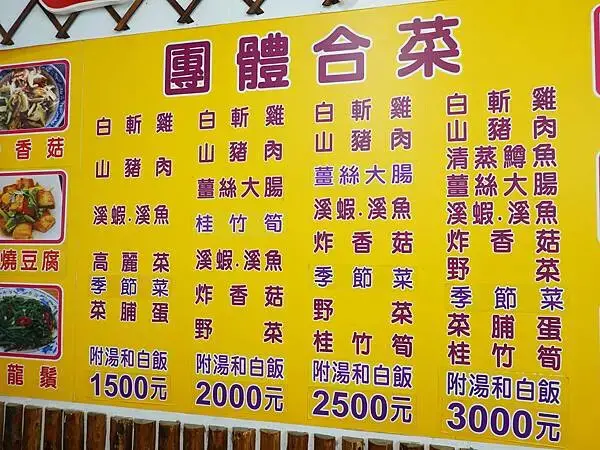 團體合菜
白斬雞
山豬肉
溪蝦.溪魚
高麗菜
季節菜
菜脯蛋
附湯和白飯
1500元
白斬雞
山豬肉
薑絲大腸
桂竹筍
溪蝦.溪魚
炸香菇
野菜
附湯和白飯
2000元
白斬雞
山豬肉
薑絲大腸
溪蝦.溪魚
炸香菇
季節菜
野菜
桂竹筍
附湯和白飯
2500元
白斬雞
山豬肉
清蒸鱒魚
薑絲大腸
溪蝦.溪魚
炸香菇
野菜
季節菜
菜脯蛋
桂竹筍
附湯和白飯
3000元
香菇
燒豆腐
龍鬚